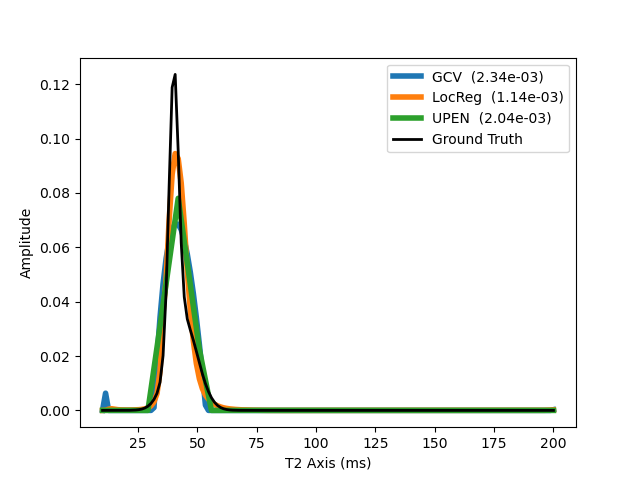 GCV (2.34e-03)
LocReg (1.14e-03)
UPEN (2.04e-03)
Ground Truth
0.12
0.10
0.08
0.06
0.04
0.02
0.00
Amplitude
25 50 75 100 125 150 175 200
T2 Axis (ms)